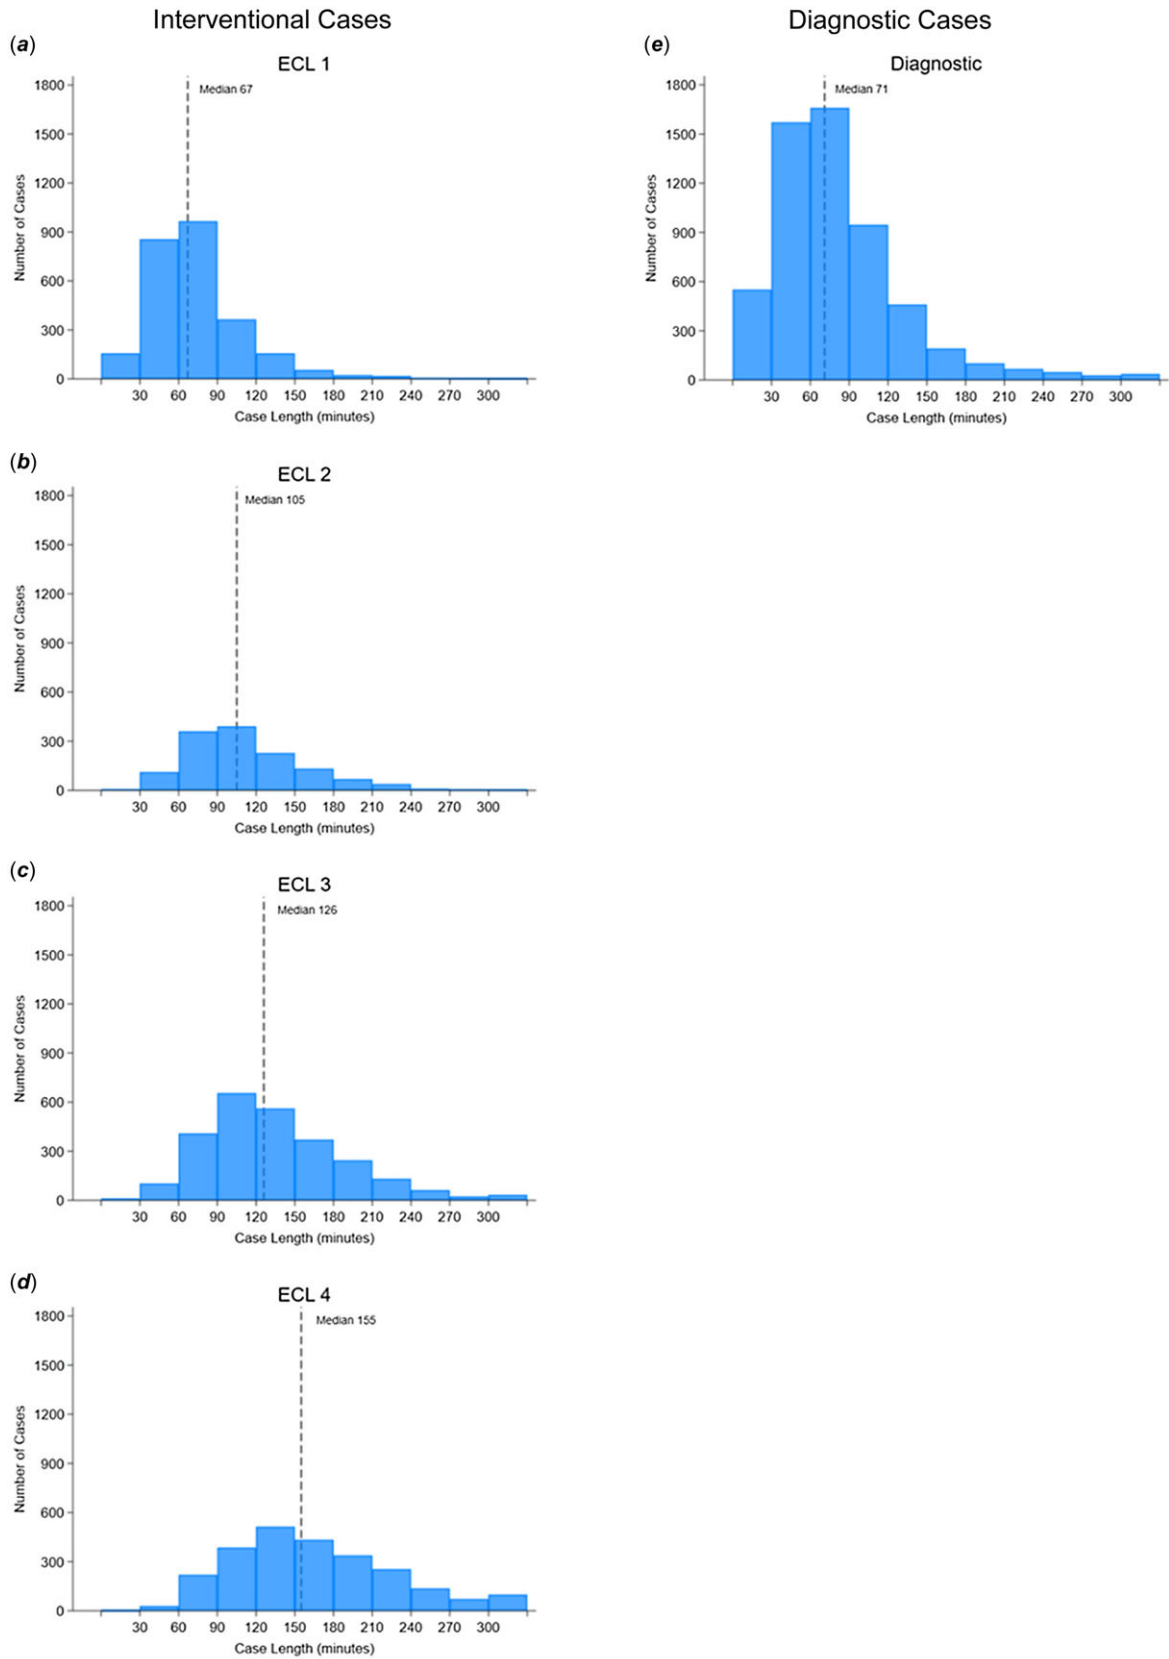 Interventional Cases
Diagnostic Cases
(a)
ECL 1
Median 67
1800
1500
1200
900
600
300
0
Number of Cases
30 60 90 120 150 180 210 240 270 300
Case Length (minutes)
(e)
Diagnostic
Median 71
1800
1500
1200
900
600
300
0
Number of Cases
30 60 90 120 150 180 210 240 270 300
Case Length (minutes)
(b)
ECL 2
Median 105
1800
1500
1200
900
600
300
0
Number of Cases
30 60 90 120 150 180 210 240 270 300
Case Length (minutes)
(c)
ECL 3
Median 126
1800
1500
1200
900
600
300
0
Number of Cases
30 60 90 120 150 180 210 240 270 300
Case Length (minutes)
(d)
ECL 4
Median 155
1800
1500
1200
900
600
300
0
Number of Cases
30 60 90 120 150 180 210 240 270 300
Case Length (minutes)